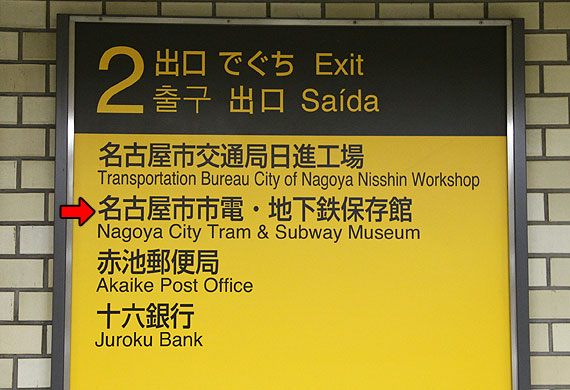 2 出口 でぐち Exit
출구 出口 Saída
名古屋市交通局日進工場
Transportation Bureau City of Nagoya Nisshin Workshop
名古屋市市電・地下鉄保存館
Nagoya City Tram & Subway Museum
赤池郵便局
Akaike Post Office
十六銀行
Juroku Bank